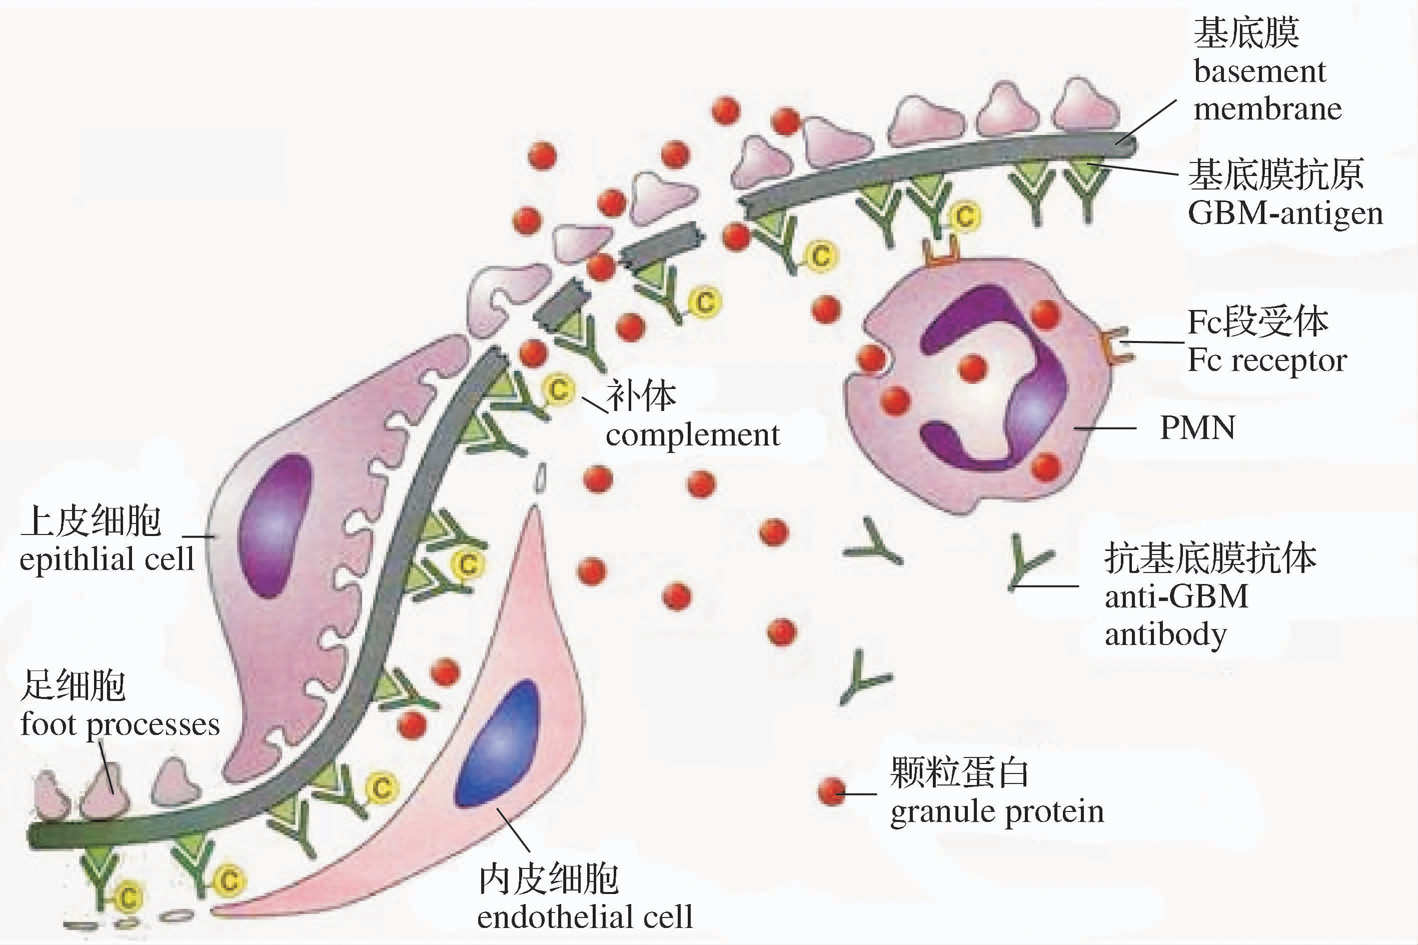 基底膜
basement
membrane
基底膜抗原
GBM-antigen
C
C
C
Fc段受体
Fc receptor
C
补体
complement
PMN
上皮细胞
epithlial cell
C
抗基底膜抗体
anti-GBM
antibody
足细胞
foot processes
C
颗粒蛋白
granule protein
C
C
内皮细胞
endothelial cell